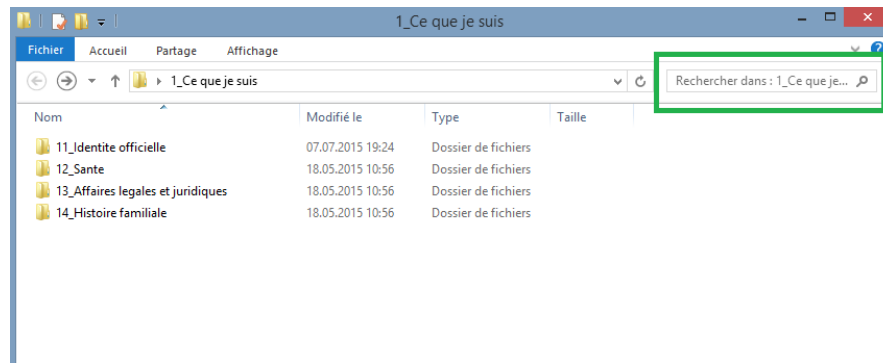 1_Ce que je suis
Fichier Accueil Partage Affichage
1_Ce que je suis Rechercher dans : 1_Ce que je...
Nom Modifié le Type Taille
11_Identite officielle 07.07.2015 19:24 Dossier de fichiers
12_Sante 18.05.2015 10:56 Dossier de fichiers
13_Affaires legales et juridiques 18.05.2015 10:56 Dossier de fichiers
14_Histoire familiale 18.05.2015 10:56 Dossier de fichiers